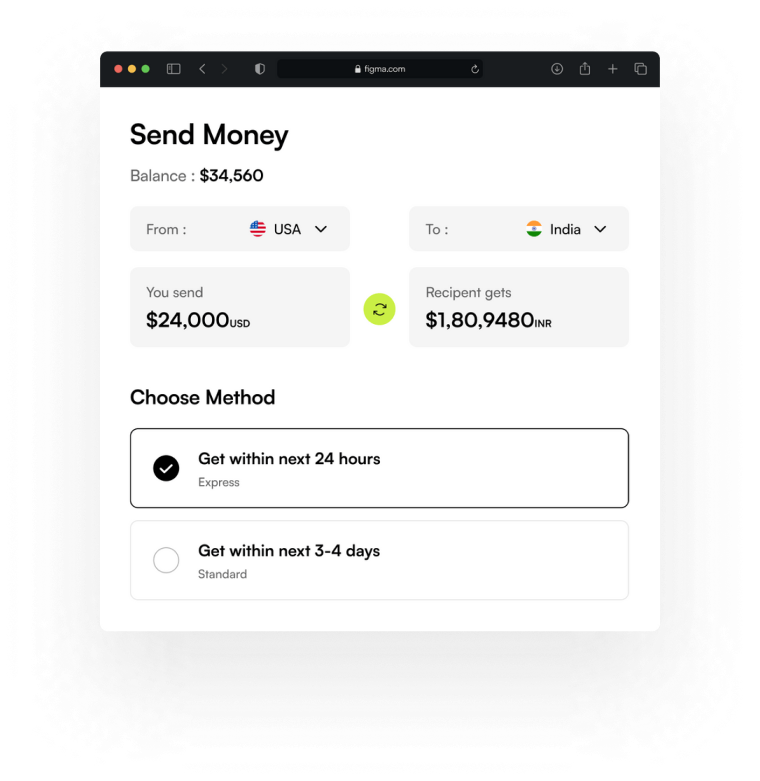 figma.com
Send Money
Balance : $34,560
From : USA
To : India
You send
$24,000USD
Recipent gets
$1,80,9480INR
Choose Method
Get within next 24 hours
Express
Get within next 3-4 days
Standard